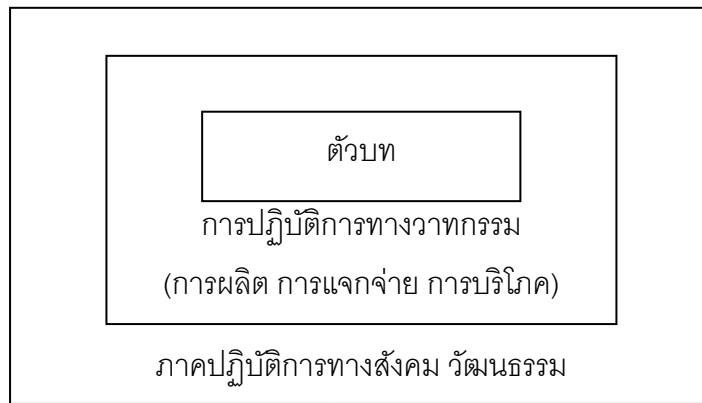 ตัวบท
การปฏิบัติการทางวาทกรรม
(การผลิต การแจกจ่าย การบริโภค)
ภาคปฏิบัติการทางสังคม วัฒนธรรม